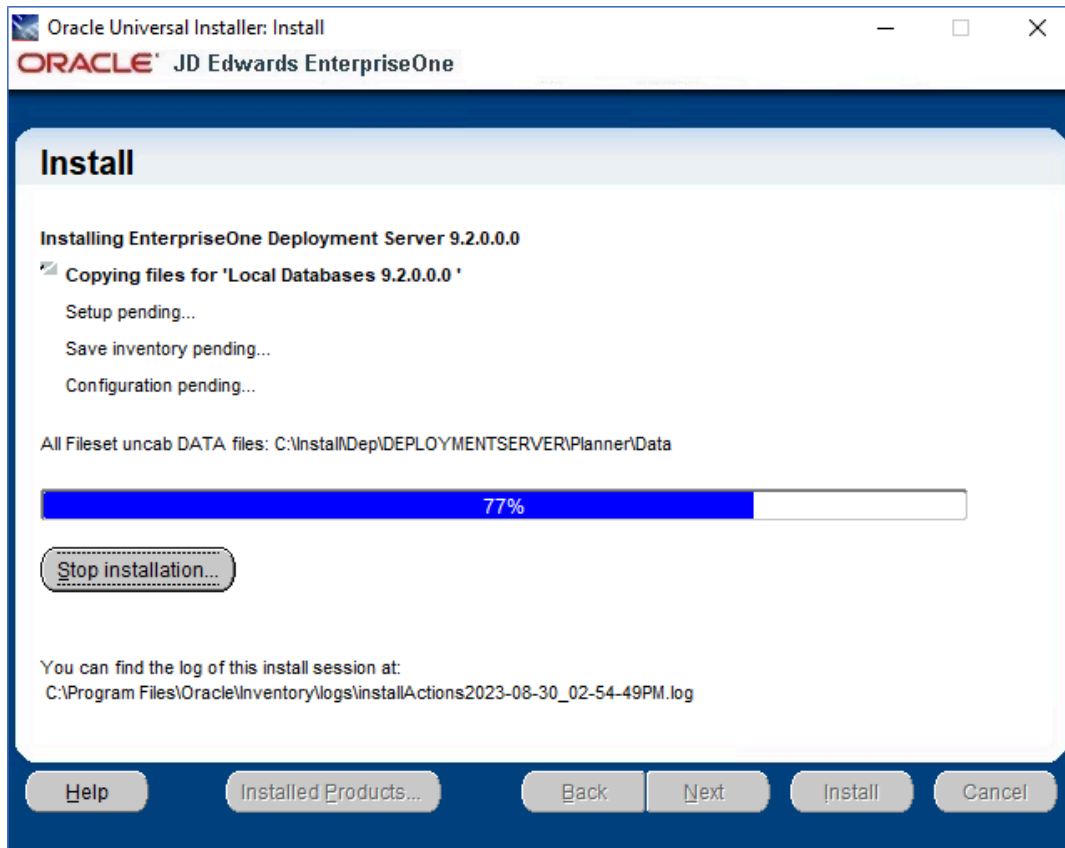 Oracle Universal Installer: Install
ORACLE JD Edwards EnterpriseOne
Install
Installing EnterpriseOne Deployment Server 9.2.0.0.0
Copying files for 'Local Databases 9.2.0.0.0 '
Setup pending...
Save inventory pending...
Configuration pending...
All Fileset uncab DATA files: C:\Install\Dep\DEPLOYMENTSERVER\Planner\Data
77%
Stop installation...
You can find the log of this install session at:
C:\Program Files\Oracle\Inventory\logs\installActions2023-08-30_02-54-49PM.log
Help Installed Products... Back Next Install Cancel